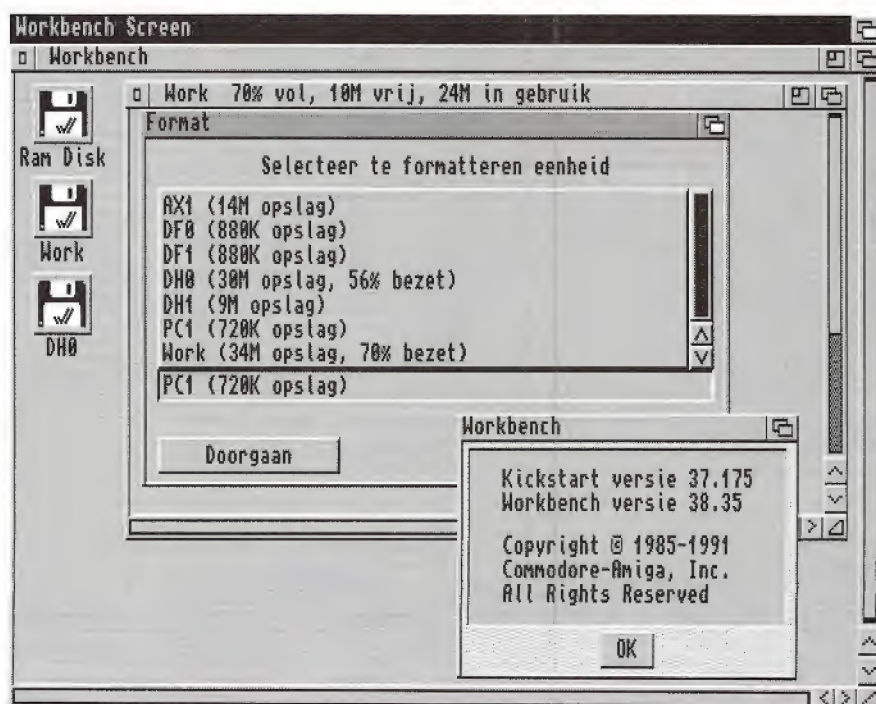 Workbench Screen
Workbench
Ram Disk
Work
DH0
Work 70% vol, 10M vrij, 24M in gebruik
Format
Selecteer te formatteren eenheid
AX1 (14M opslag)
DF0 (880K opslag)
DF1 (880K opslag)
DH0 (30M opslag, 56% bezet)
DH1 (9M opslag)
PC1 (720K opslag)
Work (34M opslag, 70% bezet)
PC1 (720K opslag)
Doorgaan
Workbench
Kickstart versie 37.175
Workbench versie 38.35
Copyright © 1985-1991
Commodore-Amiga, Inc.
All Rights Reserved
OK